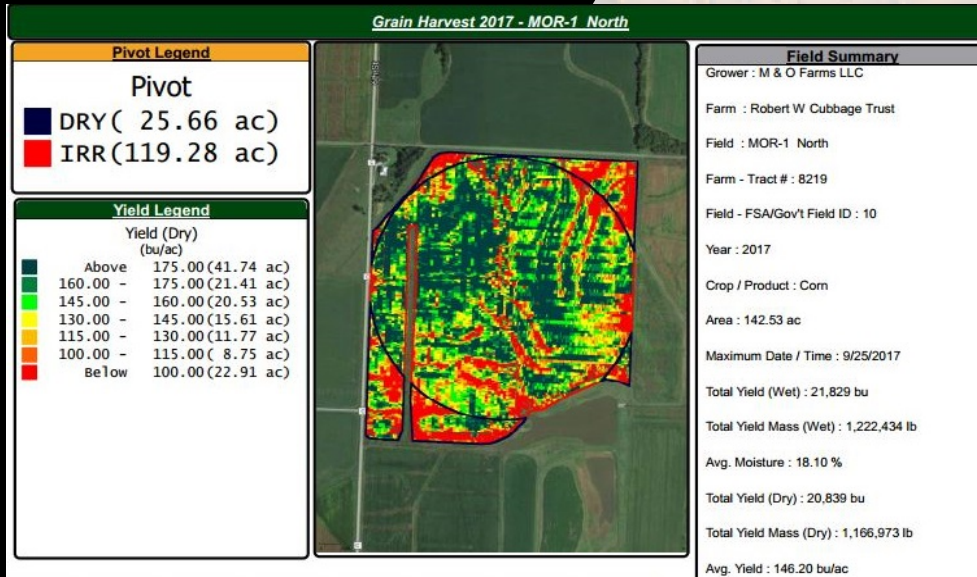 Grain Harvest 2017 - MOR-1 North
Pivot Legend
Pivot
DRY( 25.66 ac)
IRR(119.28 ac)
Yield Legend
Yield (Dry)
(bu/ac)
Above 175.00(41.74 ac)
160.00 - 175.00(21.41 ac)
145.00 - 160.00(20.53 ac)
130.00 - 145.00(15.61 ac)
115.00 - 130.00(11.77 ac)
100.00 - 115.00( 8.75 ac)
Below 100.00(22.91 ac)
Field Summary
Grower : M & O Farms LLC
Farm : Robert W Cubbage Trust
Field : MOR-1 North
Farm - Tract # : 8219
Field - FSA/Gov't Field ID : 10
Year : 2017
Crop / Product : Corn
Area : 142.53 ac
Maximum Date / Time : 9/25/2017
Total Yield (Wet) : 21,829 bu
Total Yield Mass (Wet) : 1,222,434 lb
Avg. Moisture : 18.10 %
Total Yield (Dry) : 20,839 bu
Total Yield Mass (Dry) : 1,166,973 lb
Avg. Yield : 146.20 bu/ac